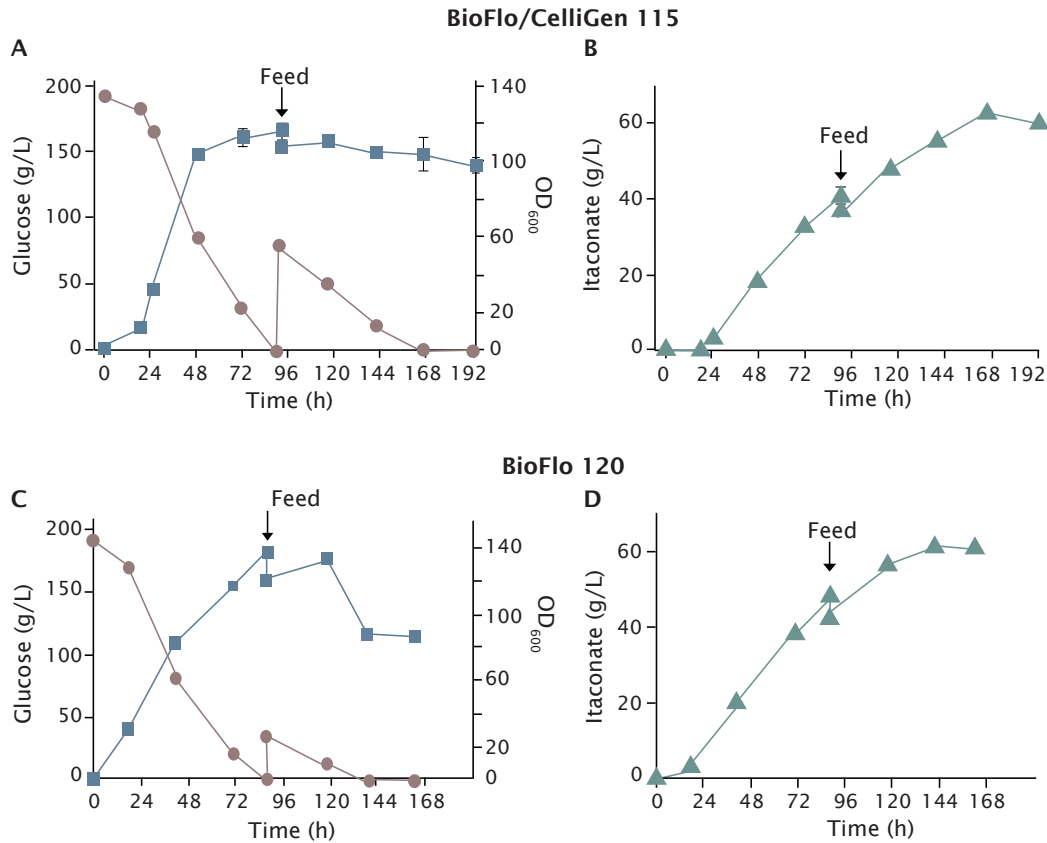 BioFlo/CelliGen 115
A
B
Feed
Feed
200
150
100
50
0
Glucose (g/L)
140
100
60
20
0
OD600
0 24 48 72 96 120 144 168 192
Time (h)
60
40
20
0
Itaconate (g/L)
0 24 48 72 96 120 144 168 192
Time (h)
BioFlo 120
C
D
Feed
Feed
200
150
100
50
0
Glucose (g/L)
140
100
60
20
0
OD600
0 24 48 72 96 120 144 168
Time (h)
60
40
20
0
Itaconate (g/L)
0 24 48 72 96 120 144 168
Time (h)